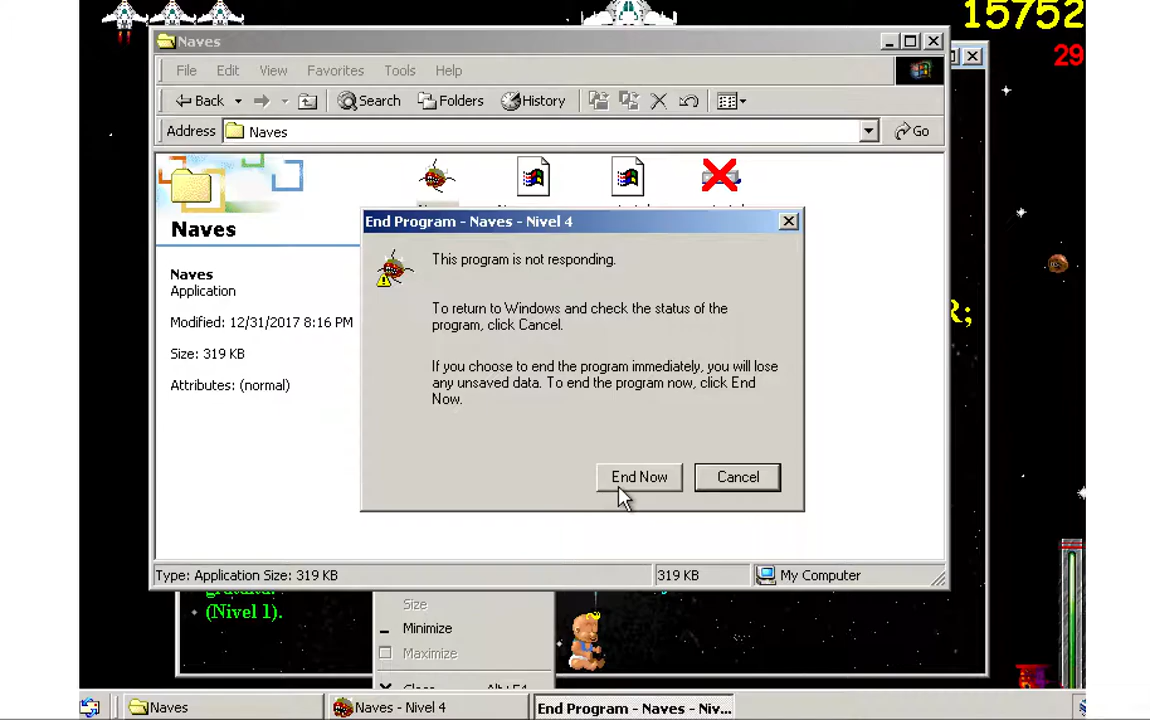 15752
29
Naves
File Edit View Favorites Tools Help
Back Search Folders History
Address Naves Go
Naves
Naves
Application
Modified: 12/31/2017 8:16 PM
Size: 319 KB
Attributes: (normal)
End Program - Naves - Nivel 4
This program is not responding.
To return to Windows and check the status of the
program, click Cancel.
If you choose to end the program immediately, you will lose
any unsaved data. To end the program now, click End
Now.
End Now Cancel
R;
Type: Application Size: 319 KB 319 KB My Computer
(Nivel 1).
Size
Minimize
Maximize
Naves Naves - Nivel 4 End Program - Naves - Niv...